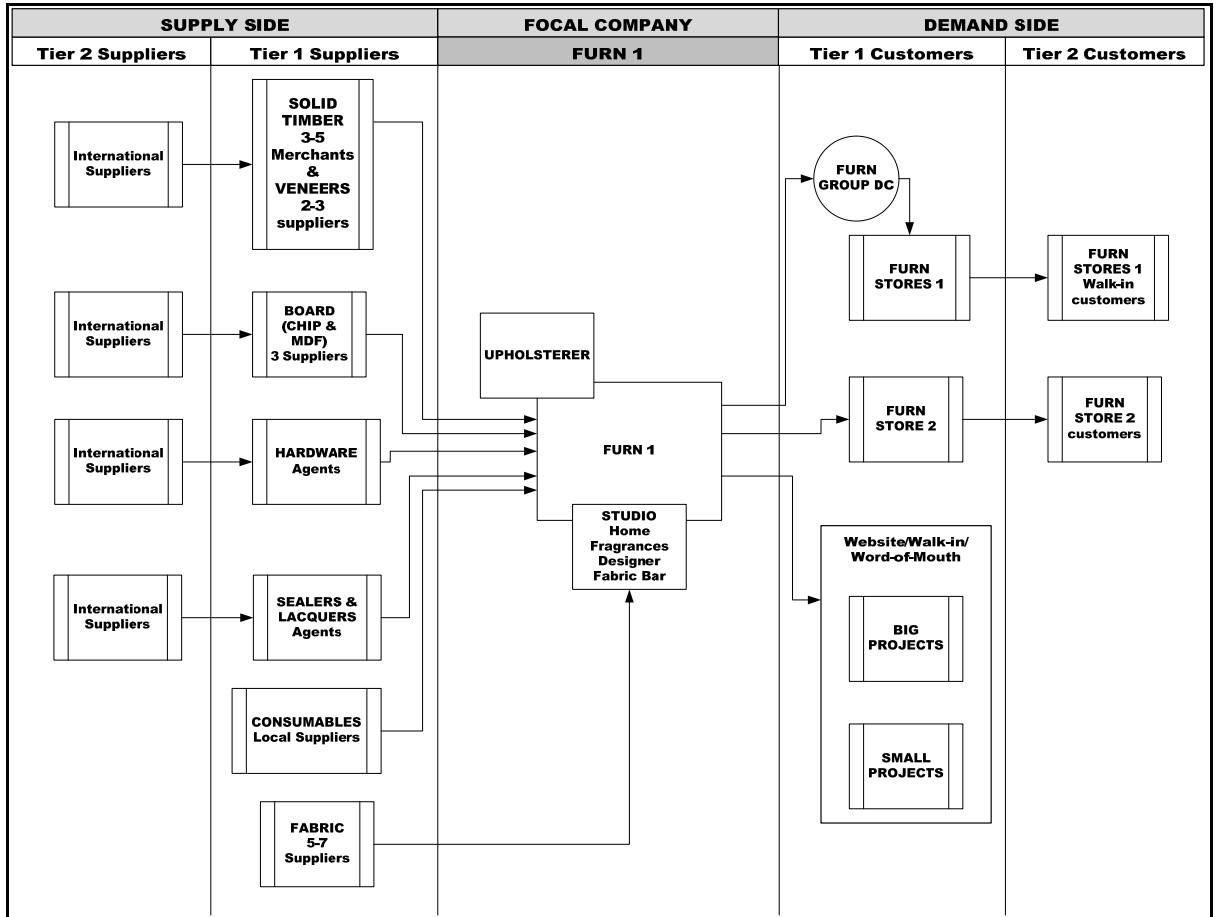 SUPPLY SIDE
FOCAL COMPANY
DEMAND SIDE
Tier 2 Suppliers
Tier 1 Suppliers
FURN 1
Tier 1 Customers
Tier 2 Customers
International
Suppliers
SOLID
TIMBER
3-5
Merchants
&
VENEERS
2-3
suppliers
International
Suppliers
BOARD
(CHIP &
MDF)
3 Suppliers
International
Suppliers
HARDWARE
Agents
International
Suppliers
SEALERS &
LACQUERS
Agents
CONSUMABLES
Local Suppliers
FABRIC
5-7
Suppliers
UPHOLSTERER
FURN 1
STUDIO
Home
Fragrances
Designer
Fabric Bar
FURN
GROUP DC
FURN
STORES 1
FURN
STORES 1
Walk-in
customers
FURN
STORE 2
FURN
STORE 2
customers
Website/Walk-in/
Word-of-Mouth
BIG
PROJECTS
SMALL
PROJECTS